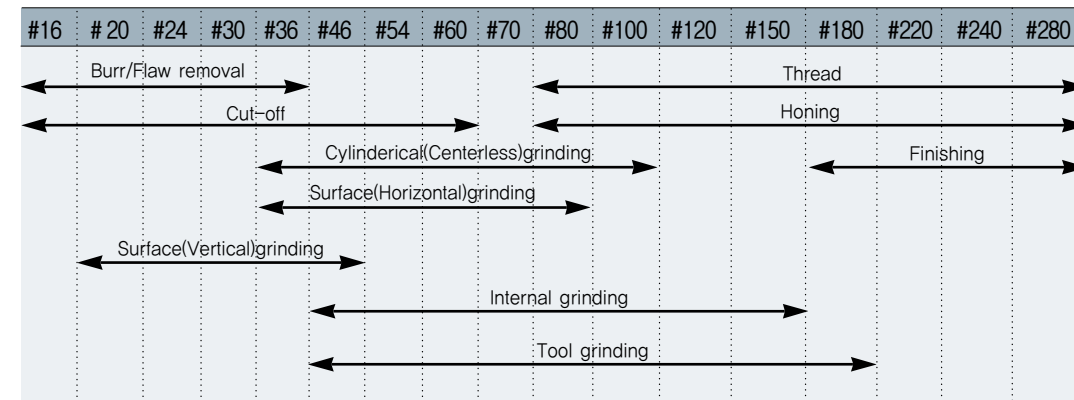 #16 # 20 #24 #30 #36 #46 #54 #60 #70 #80 #100 #120 #150 #180 #220 #240 #280
Burr/Flaw removal Thread
Cut-off Honing
Cylinderical(Centerless)grinding Finishing
Surface(Horizontal)grinding
Surface(Vertical)grinding
Internal grinding
Tool grinding